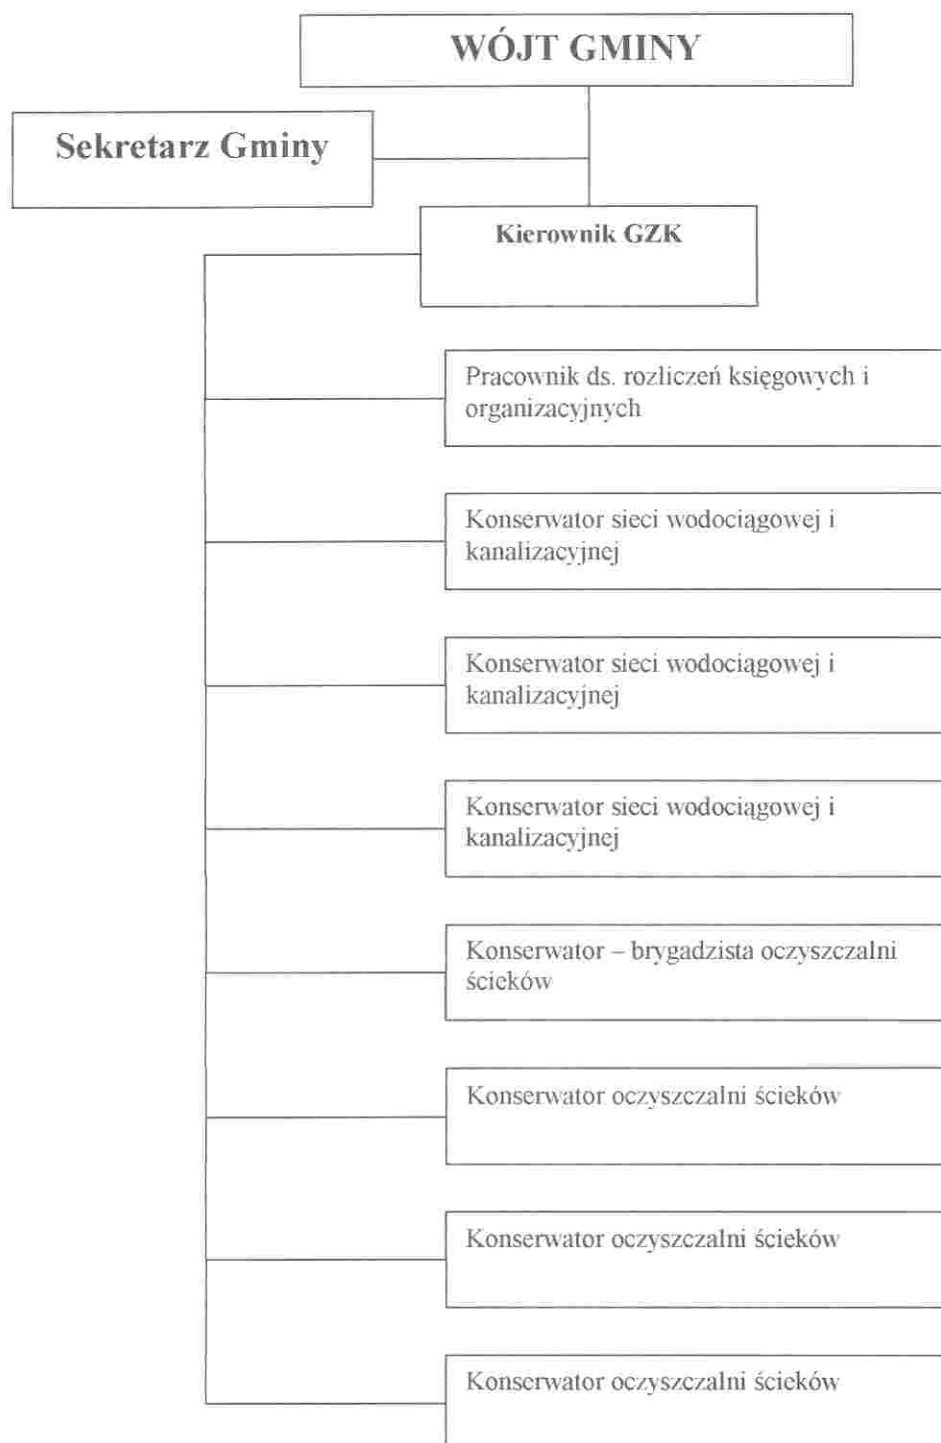 WÓJT GMINY
Sekretarz Gminy
Kierownik GZK
Pracownik ds. rozliczeń księgowych i
organizacyjnych
Konserwator sieci wodociągowej i
kanalizacyjnej
Konserwator sieci wodociągowej i
kanalizacyjnej
Konserwator sieci wodociągowej i
kanalizacyjnej
Konserwator – brygadzista oczyszczalni
ścieków
Konserwator oczyszczalni ścieków
Konserwator oczyszczalni ścieków
Konserwator oczyszczalni ścieków